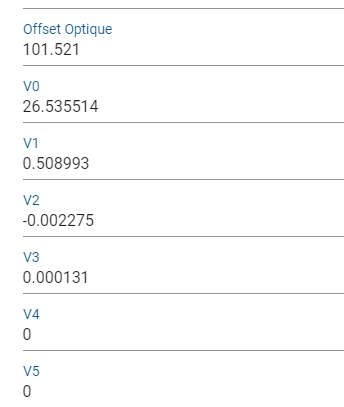 Offset Optique
101.521
V0
26.535514
V1
0.508993
V2
-0.002275
V3
0.000131
V4
0
V5
0